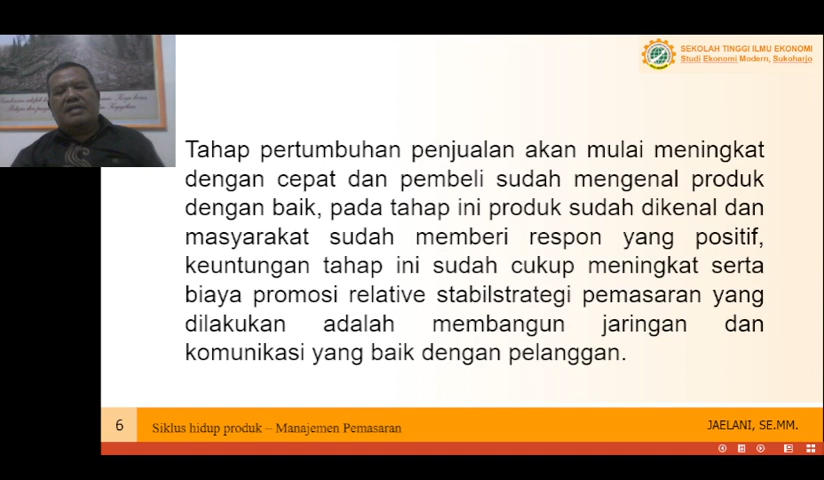 SEKOLAH TINGGI ILMU EKONOMI
Studi Ekonomi Modern, Sukoharjo
Tahap pertumbuhan penjualan akan mulai meningkat
dengan cepat dan pembeli sudah mengenal produk
dengan baik, pada tahap ini produk sudah dikenal dan
masyarakat sudah memberi respon yang positif,
keuntungan tahap ini sudah cukup meningkat serta
biaya promosi relative stabilstrategi pemasaran yang
dilakukan adalah membangun jaringan dan
komunikasi yang baik dengan pelanggan.
6
Siklus hidup produk – Manajemen Pemasaran
JAELANI, SE.MM.